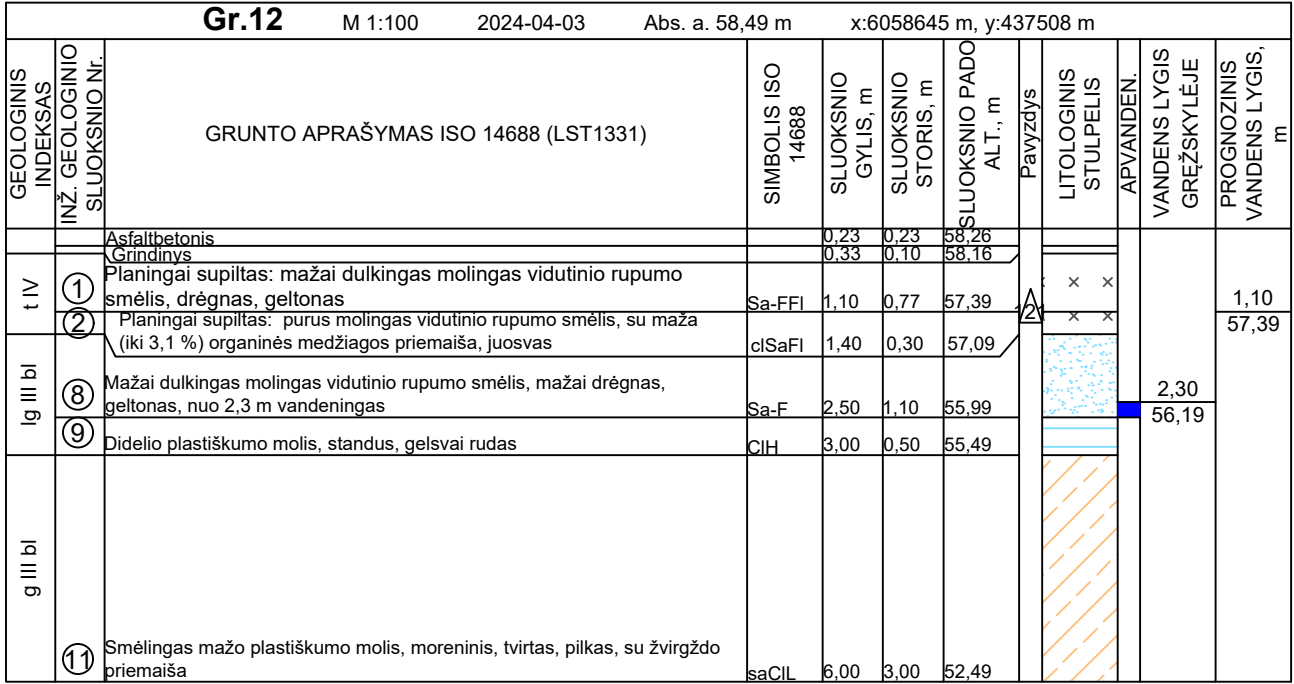 Gr.12 M 1:100 2024-04-03 Abs. a. 58,49 m x:6058645 m, y:437508 m
GEOLOGINIS
INDEKSAS
INŽ. GEOLOGINIO
SLUOKSNIO Nr.
GRUNTO APRAŠYMAS ISO 14688 (LST1331)
SIMBOLIS ISO
14688
SLUOKSNIO
GYLIS, m
SLUOKSNIO
STORIS, m
SLUOKSNIO PADO
ALT., m
Pavyzdys
LITOLOGINIS
STULPELIS
APVANDEN.
VANDENS LYGIS
GRĘŽSKYLĖJE
PROGNOZINIS
VANDENS LYGIS,
m
Asfaltbetonis 0,23 0,23 58,26
Grindinys 0,33 0,10 58,16
t IV
1
Planingai supiltas: mažai dulkingas molingas vidutinio rupumo
smėlis, drėgnas, geltonas Sa-FFl 1,10 0,77 57,39
1,10
57,39
2
Planingai supiltas: purus molingas vidutinio rupumo smėlis, su maža
(iki 3,1 %) organinės medžiagos priemaiša, juosvas clSaFl 1,40 0,30 57,09
lg III bl
8
Mažai dulkingas molingas vidutinio rupumo smėlis, mažai drėgnas,
geltonas, nuo 2,3 m vandeningas Sa-F 2,50 1,10 55,99
2,30
56,19
9
Didelio plastiškumo molis, standus, gelsvai rudas ClH 3,00 0,50 55,49
g III bl
11
Smėlingas mažo plastiškumo molis, moreninis, tvirtas, pilkas, su žvirgždo
priemaiša saClL 6,00 3,00 52,49